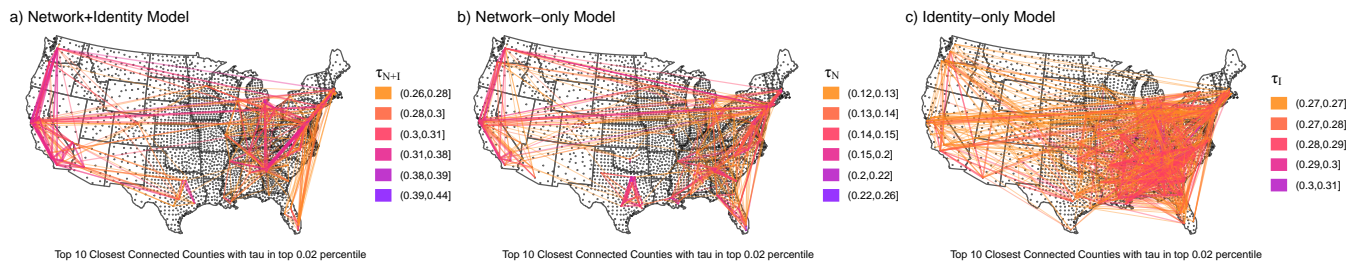 a) Network+Identity Model
τN+I
(0.26,0.28]
(0.28,0.3]
(0.3,0.31]
(0.31,0.38]
(0.38,0.39]
(0.39,0.44]
Top 10 Closest Connected Counties with tau in top 0.02 percentile
b) Network−only Model
τN
(0.12,0.13]
(0.13,0.14]
(0.14,0.15]
(0.15,0.2]
(0.2,0.22]
(0.22,0.26]
Top 10 Closest Connected Counties with tau in top 0.02 percentile
c) Identity−only Model
τI
(0.27,0.27]
(0.27,0.28]
(0.28,0.29]
(0.29,0.3]
(0.3,0.31]
Top 10 Closest Connected Counties with tau in top 0.02 percentile